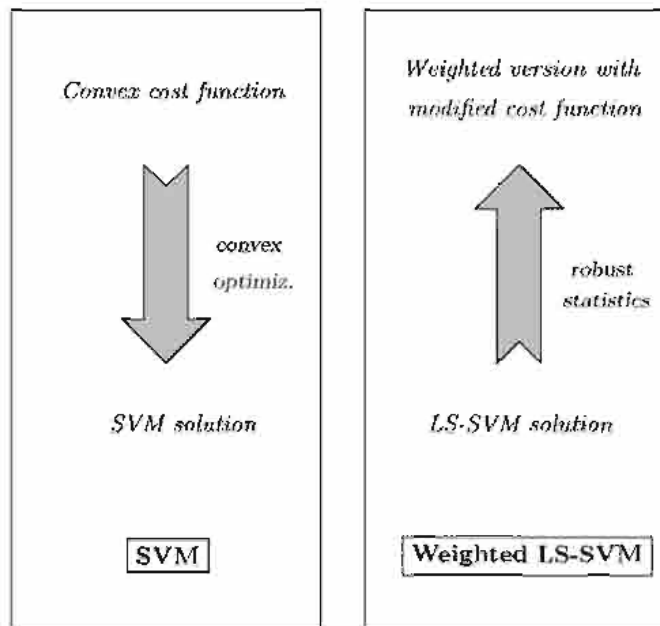 Convex cost function
convex
optimiz.
SVM solution
SVM
Weighted version with
modified cost function
robust
statistics
LS-SVM solution
Weighted LS-SVM